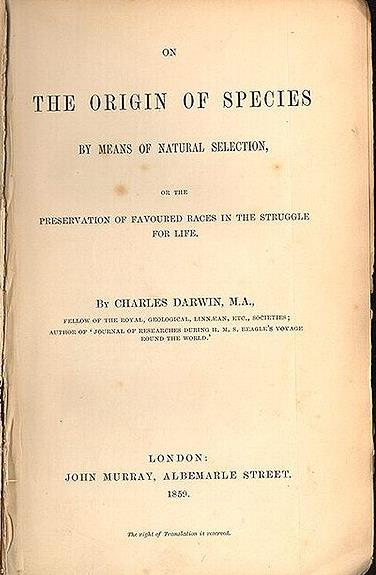 ON
THE ORIGIN OF SPECIES
BY MEANS OF NATURAL SELECTION,
OR THE
PRESERVATION OF FAVOURED RACES IN THE STRUGGLE
FOR LIFE.
BY CHARLES DARWIN, M.A.,
FELLOW OF THE ROYAL, GEOLOGICAL, LINNÆAN, ETC., SOCIETIES;
AUTHOR OF ‘JOURNAL OF RESEARCHES DURING H. M. S. BEAGLE'S VOYAGE
ROUND THE WORLD.’
LONDON:
JOHN MURRAY, ALBEMARLE STREET.
1859.
The right of Translation is reserved.